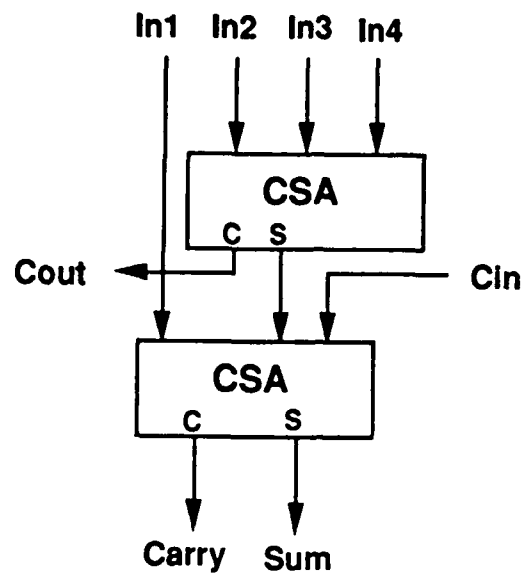 In1 In2 In3 In4
CSA
C S
Cout
Cin
CSA
C S
Carry Sum